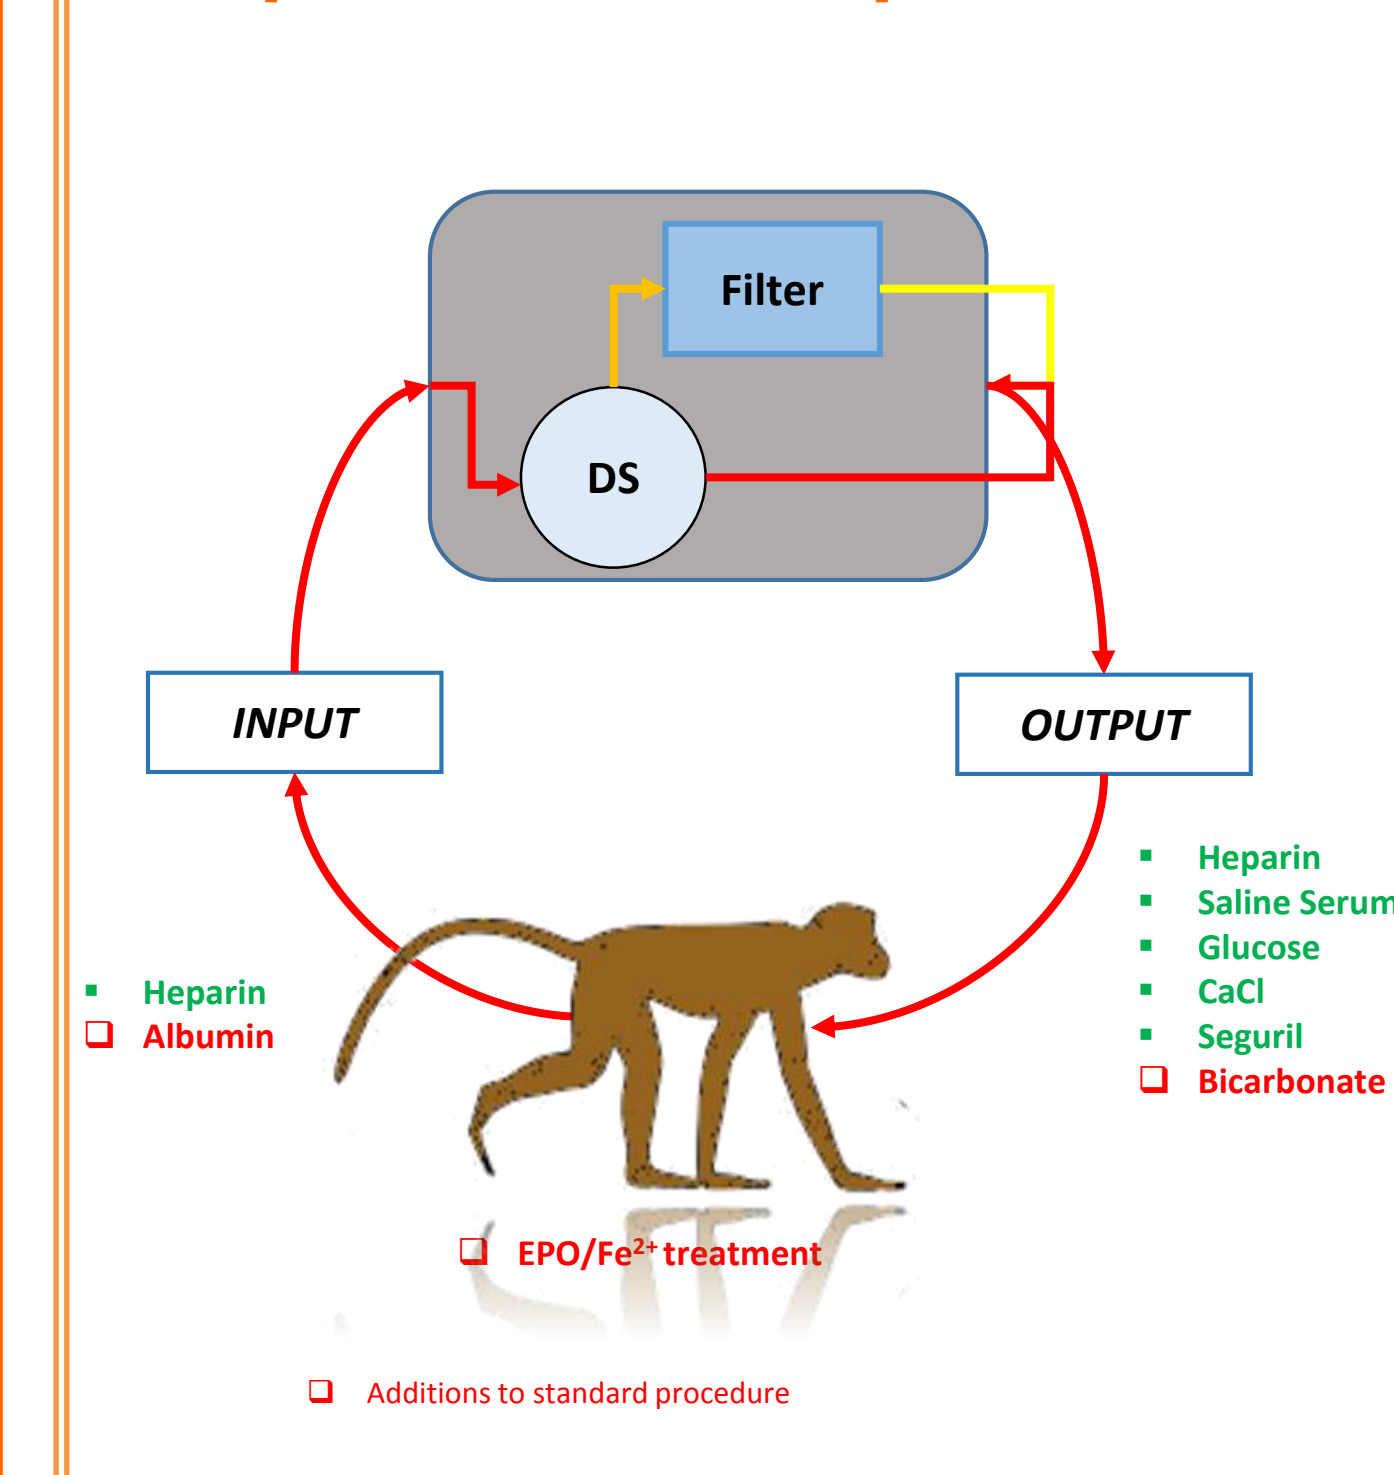 Filter
DS
INPUT
OUTPUT
Heparin
Albumin
Heparin
Saline Serum
Glucose
CaCl
Seguril
Bicarbonate
EPO/Fe²⁺ treatment
Additions to standard procedure